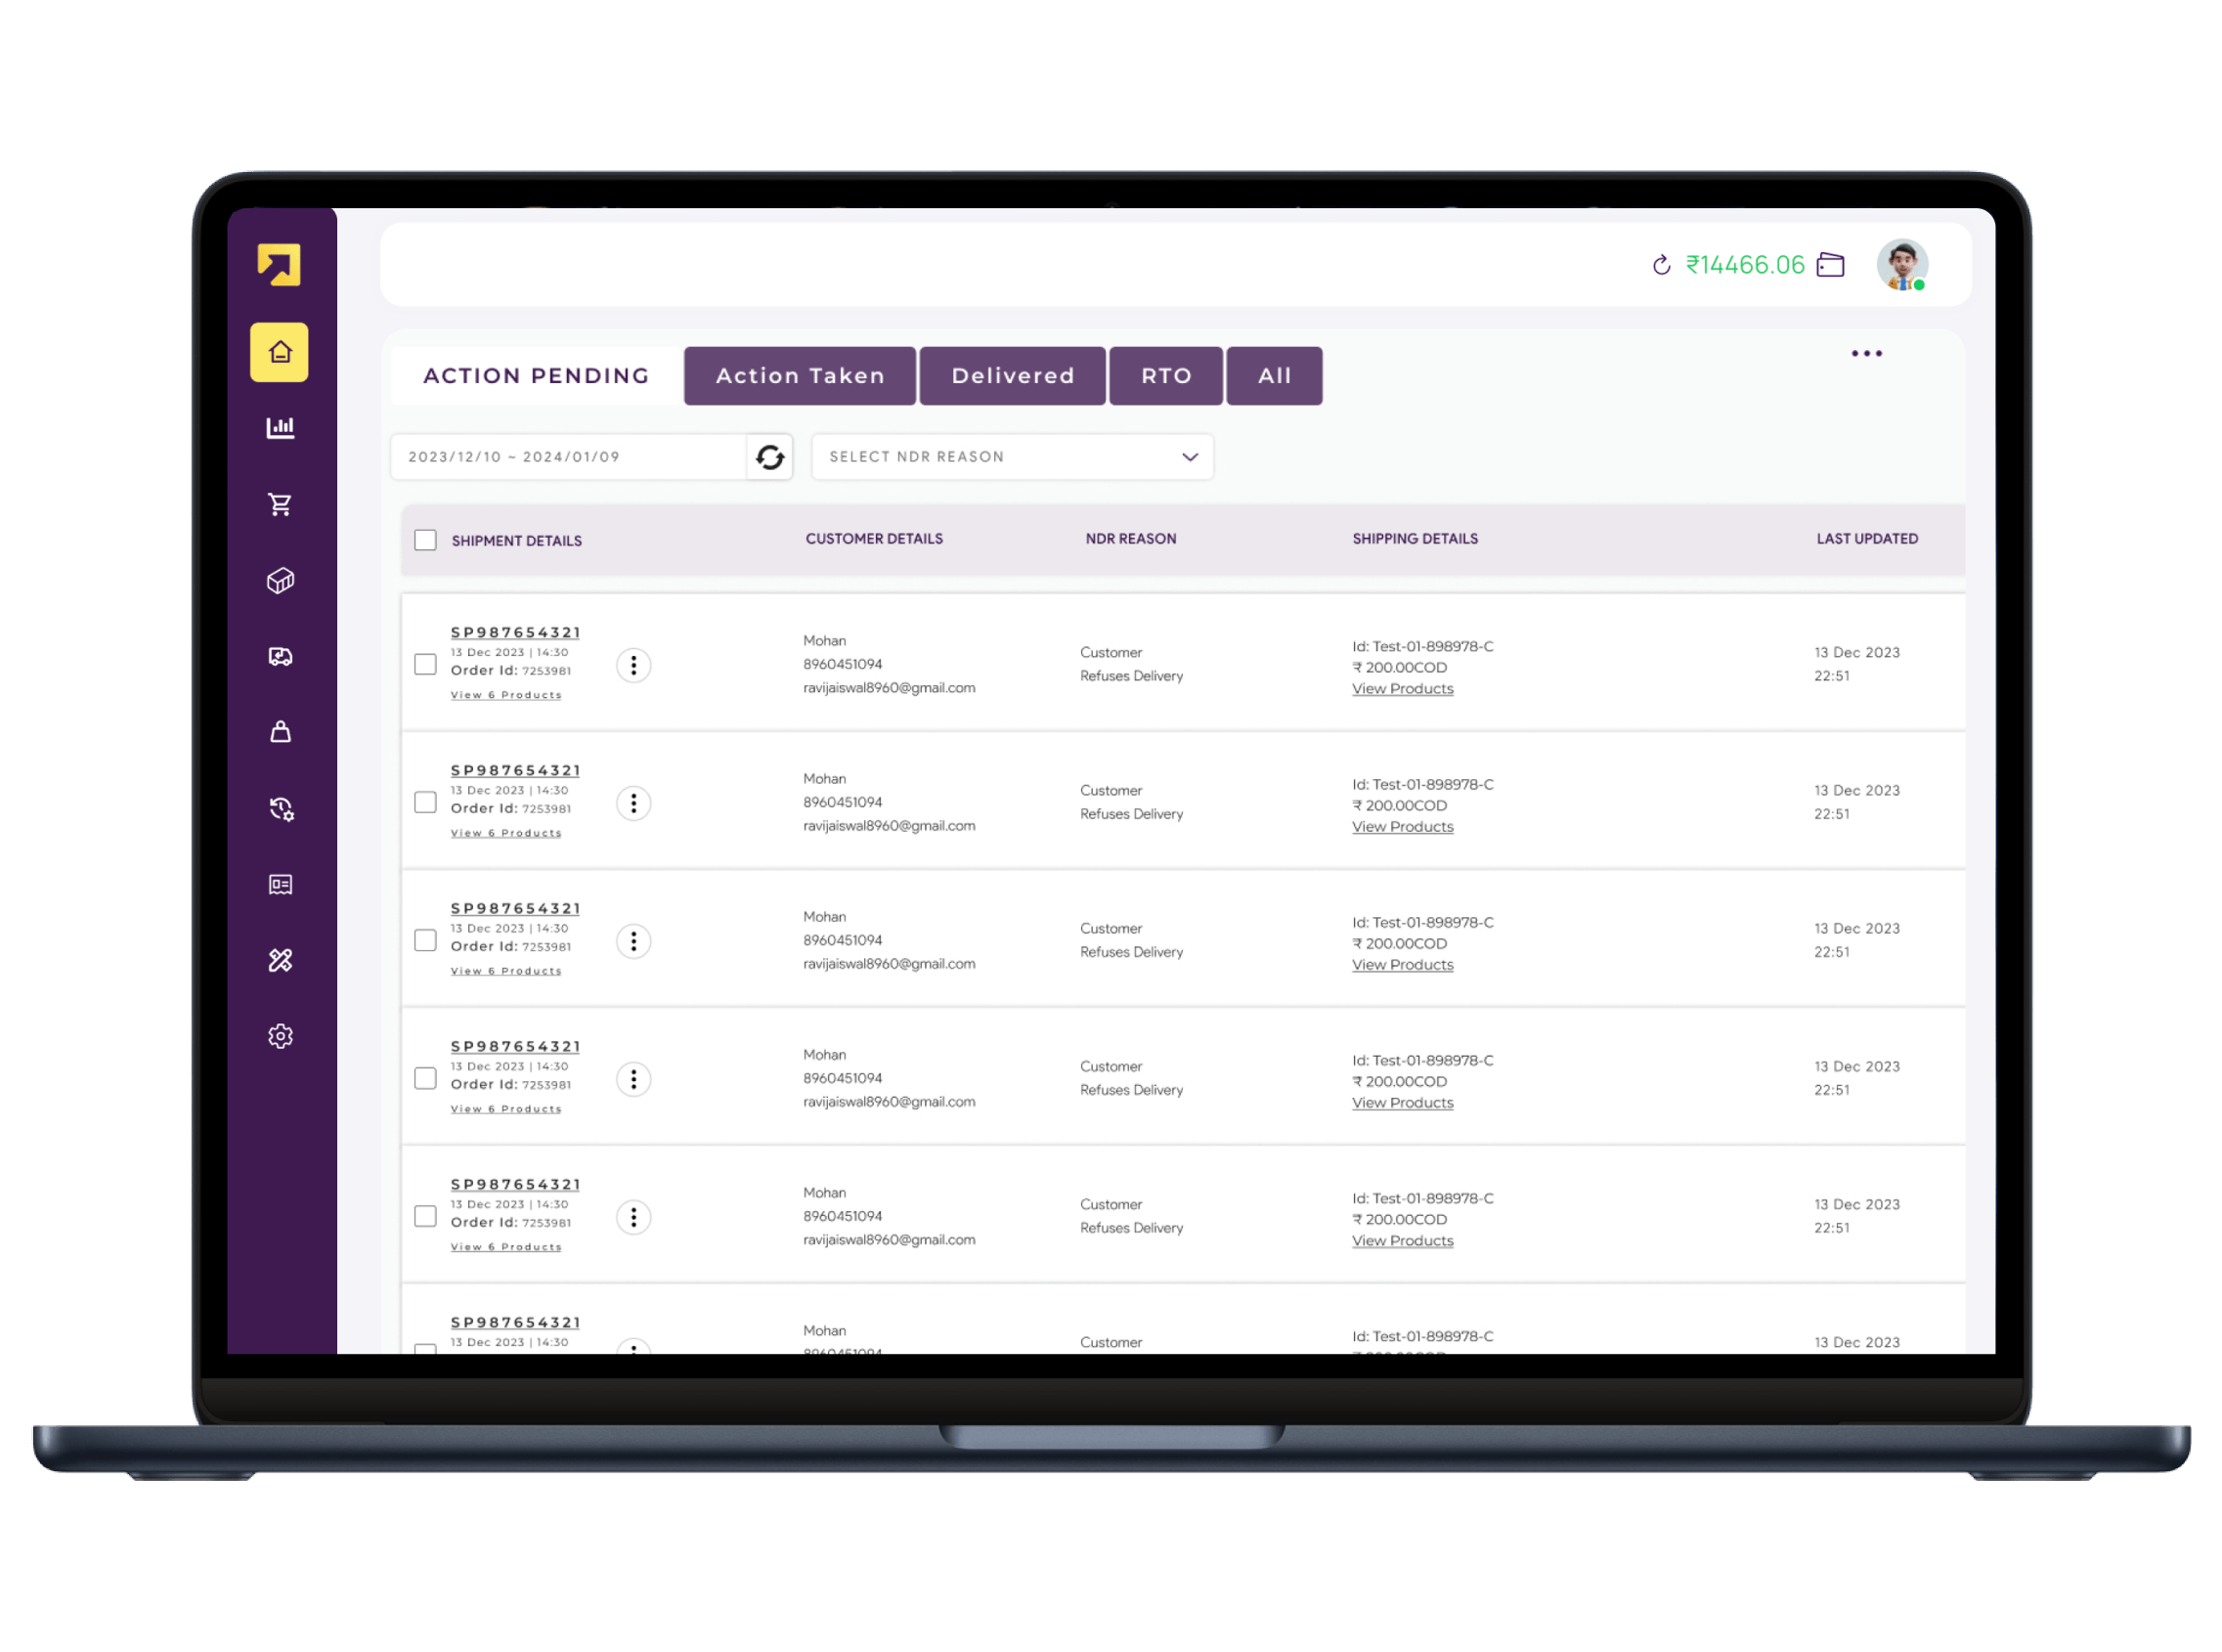 ₹14466.06
ACTION PENDING
Action Taken
Delivered
RTO
All
2023/12/10 ~ 2024/01/09
SELECT NDR REASON
SHIPMENT DETAILS
CUSTOMER DETAILS
NDR REASON
SHIPPING DETAILS
LAST UPDATED
SP987654321
13 Dec 2023 | 14:30
Order Id: 7253981
View 6 Products
Mohan
8960451094
ravijaiswal8960@gmail.com
Customer
Refuses Delivery
Id: Test-01-898978-C
₹ 200.00COD
View Products
13 Dec 2023
22:51
SP987654321
13 Dec 2023 | 14:30
Order Id: 7253981
View 6 Products
Mohan
8960451094
ravijaiswal8960@gmail.com
Customer
Refuses Delivery
Id: Test-01-898978-C
₹ 200.00COD
View Products
13 Dec 2023
22:51
SP987654321
13 Dec 2023 | 14:30
Order Id: 7253981
View 6 Products
Mohan
8960451094
ravijaiswal8960@gmail.com
Customer
Refuses Delivery
Id: Test-01-898978-C
₹ 200.00COD
View Products
13 Dec 2023
22:51
SP987654321
13 Dec 2023 | 14:30
Order Id: 7253981
View 6 Products
Mohan
8960451094
ravijaiswal8960@gmail.com
Customer
Refuses Delivery
Id: Test-01-898978-C
₹ 200.00COD
View Products
13 Dec 2023
22:51
SP987654321
13 Dec 2023 | 14:30
Order Id: 7253981
View 6 Products
Mohan
8960451094
ravijaiswal8960@gmail.com
Customer
Refuses Delivery
Id: Test-01-898978-C
₹ 200.00COD
View Products
13 Dec 2023
22:51
SP987654321
13 Dec 2023 | 14:30
Mohan
Customer
Id: Test-01-898978-C
13 Dec 2023